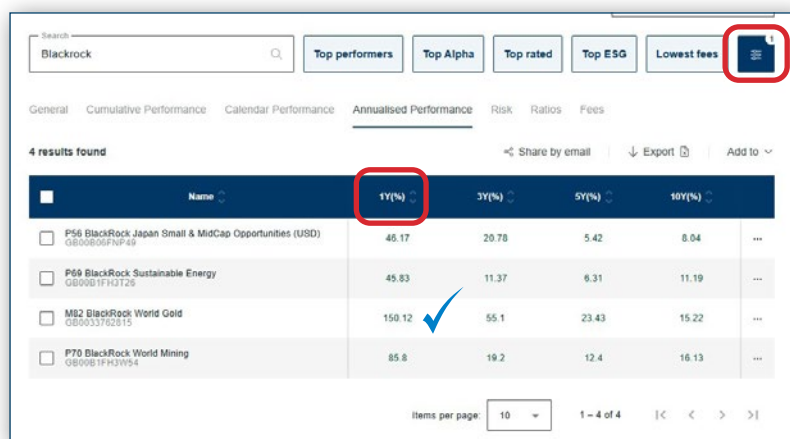 Search
Blackrock
Top performers
Top Alpha
Top rated
Top ESG
Lowest fees
1
General Cumulative Performance Calendar Performance Annualised Performance Risk Ratios Fees
4 results found Share by email Export Add to
Name 1Y(%) 3Y(%) 5Y(%) 10Y(%)
P56 BlackRock Japan Small & MidCap Opportunities (USD) 46.17 20.78 5.42 8.04 ...
GB00B06FNP49
P69 BlackRock Sustainable Energy 45.83 11.37 6.31 11.19 ...
GB00B1FH3T26
M82 BlackRock World Gold 150.12 55.1 23.43 15.22 ...
GB0033762815
P70 BlackRock World Mining 85.8 19.2 12.4 16.13 ...
GB00B1FH3W54
Items per page: 10 1 – 4 of 4